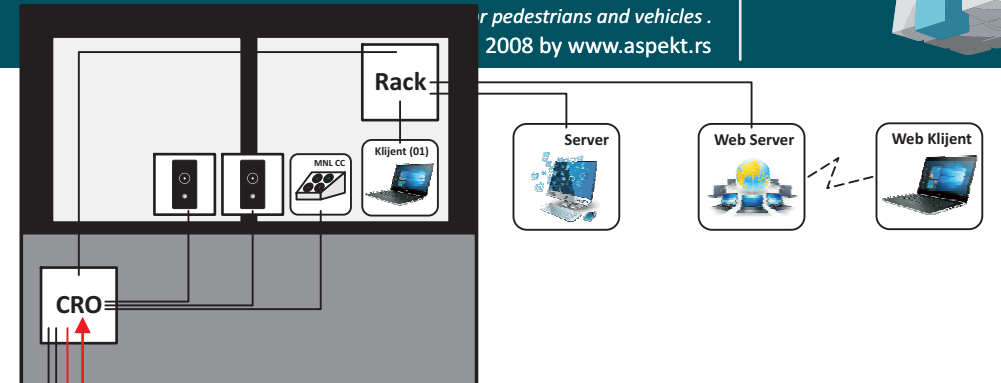 r pedestrians and vehicles .
2008 by www.aspekt.rs
Rack
Server
Web Server
Web Klijent
MNL CC
Klijent (01)
CRO